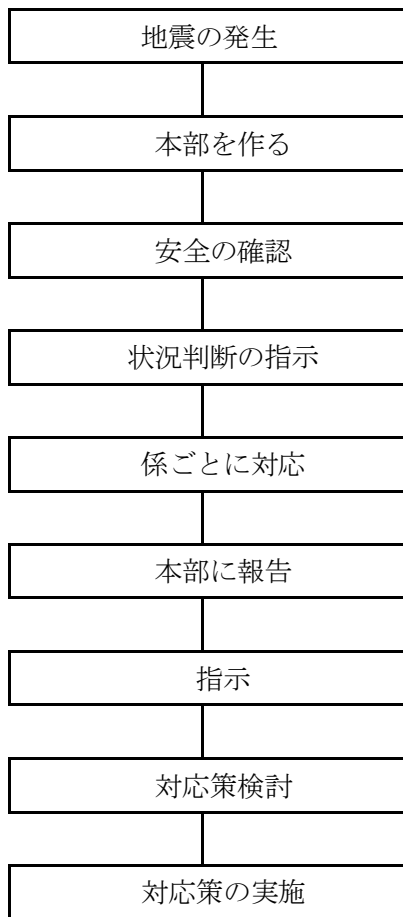 地震の発生
本部を作る
安全の確認
状況判断の指示
係ごとに対応
本部に報告
指示
対応策検討
対応策の実施